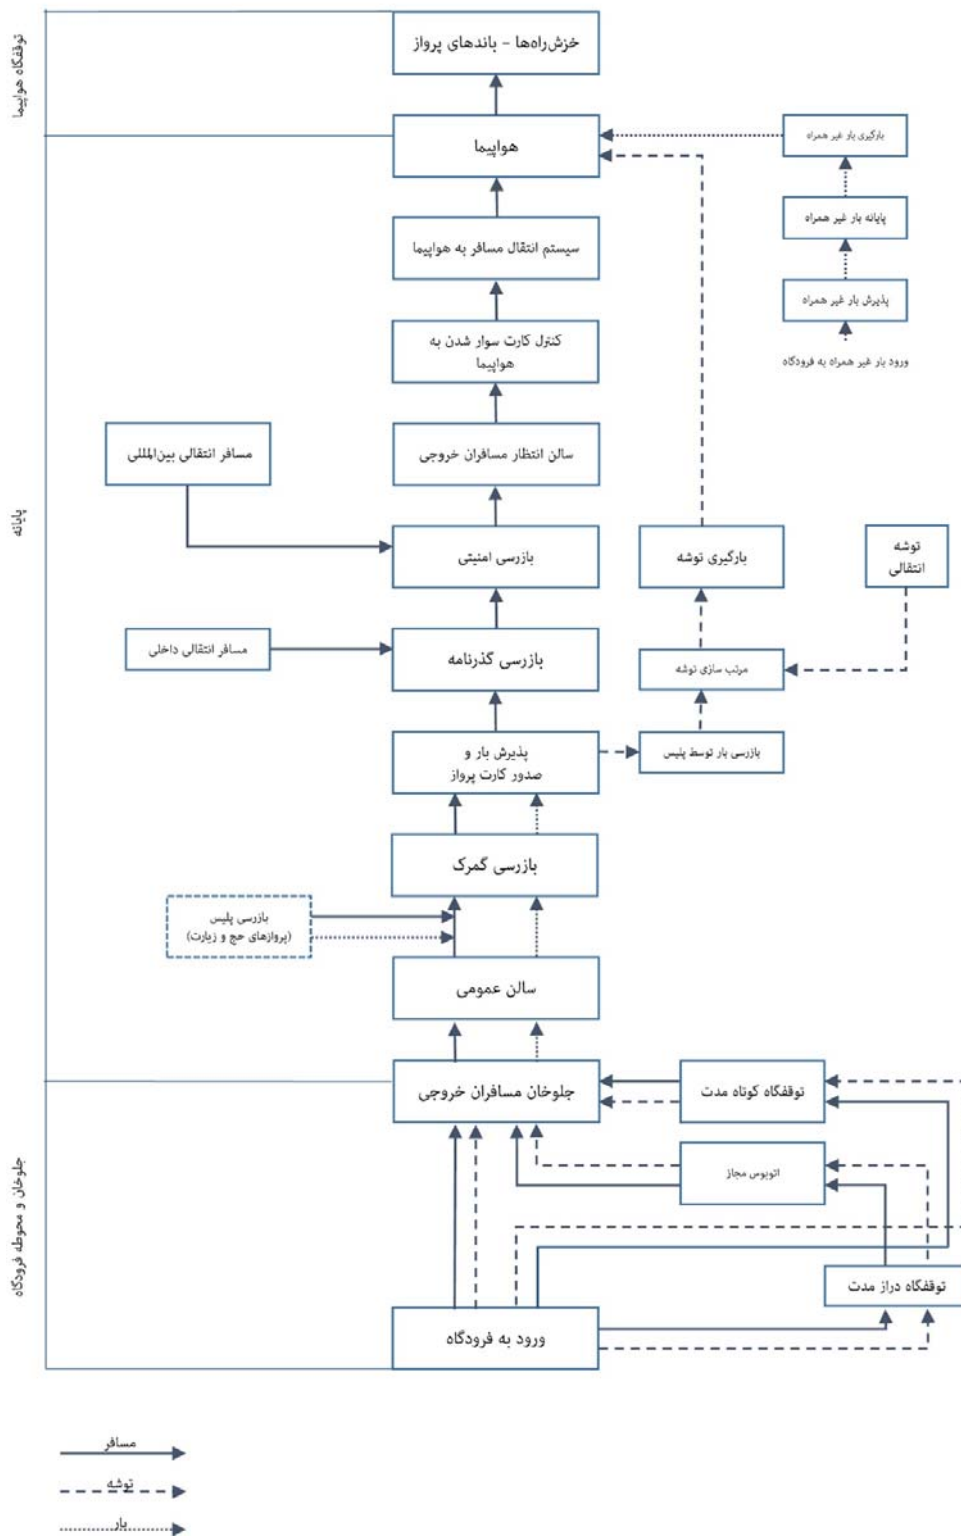 توقفگاه هواپیما
خزش‌راه‌ها - باندهای پرواز
هواپیما
بارگیری بار غیر همراه
پایانه بار غیر همراه
سیستم انتقال مسافر به هواپیما
پذیرش بار غیر همراه
کنترل کارت سوار شدن به
هواپیما
ورود بار غیر همراه به فرودگاه
سالن انتظار مسافران خروجی
مسافر انتقالی بین‌المللی
پایانه
بازرسی امنیتی
بارگیری توشه
توشه
انتقالی
بازرسی گذرنامه
مسافر انتقالی داخلی
مرتب سازی توشه
پذیرش بار و
صدور کارت پرواز
بازرسی بار توسط پلیس
بازرسی گمرک
بازرسی پلیس
(پروازهای حج و زیارت)
سالن عمومی
جلوخان مسافران خروجی
توقفگاه کوتاه مدت
اتوبوس مجاز
جلوخان و محوطه فرودگاه
توقفگاه دراز مدت
ورود به فرودگاه
مسافر
توشه
بار